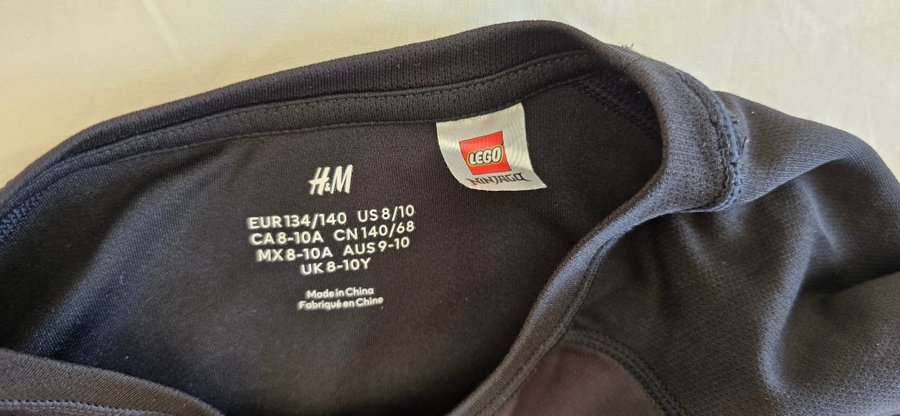 H&M
EUR 134/140 US 8/10
CA 8-10A CN 140/68
MX 8-10A AUS 9-10
UK 8-10Y
Made in China
Fabriqué en Chine
LEGO
NINJAGO